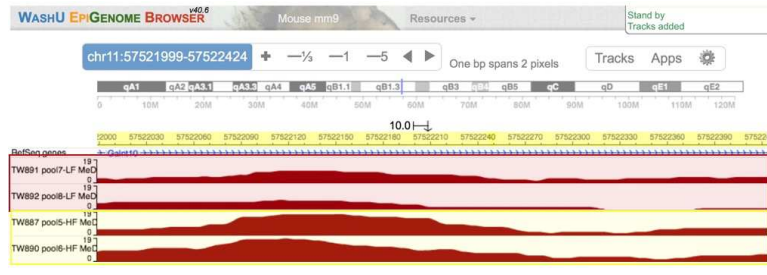 WASHU EPIGENOME BROWSER v40.6
Mouse mm9
Resources
Stand by
Tracks added
chr11:57521999-57522424
+ —⅓ —1 —5
One bp spans 2 pixels
Tracks Apps
qA1 qA2 qA3.1 qA3.3 qA4 qA5 qB1.1 qB1.3 qB3 qB4 qB5 qC qD qE1 qE2
0 10M 20M 30M 40M 50M 60M 70M 80M 90M 100M 110M 120M
10.0
22000 57522030 57522060 57522090 57522120 57522150 57522180 57522210 57522240 57522270 57522300 57522330 57522360 57522390 575224
RefSeq genes
Galnt10
19
TW891 pool7-LF MeD
0
19
TW892 pool8-LF MeD
0
19
TW887 pool5-HF MeD
0
19
TW890 pool6-HF MeD
0